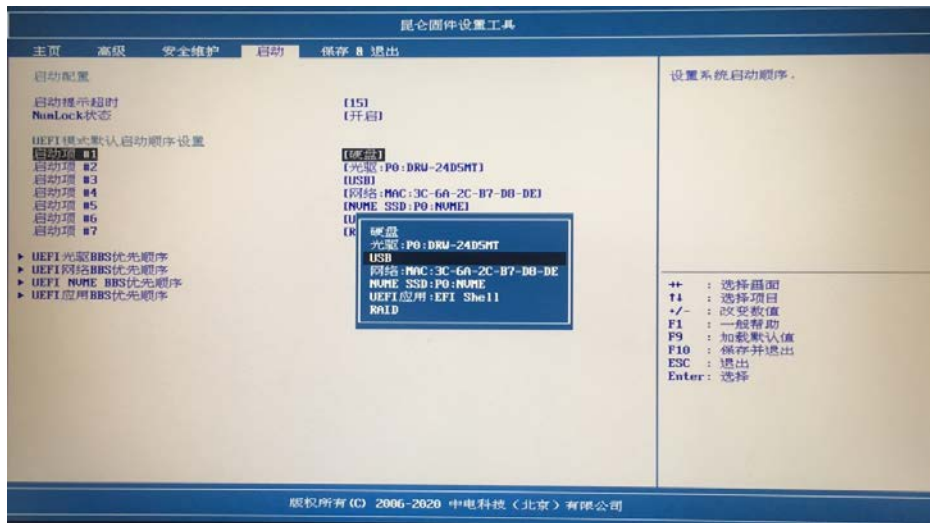 昆仑固件设置工具
主页 高级 安全维护 启动 保存 & 退出
启动配置
设置系统启动顺序.
启动提示超时 [15]
NumLock状态 [开启]
UEFI模式默认启动顺序设置
启动项 #1 [硬盘]
启动项 #2 [光驱:P0:DRW-24D5MT]
启动项 #3 [USB]
启动项 #4 [网络:MAC:3C-6A-2C-B7-D8-DE]
启动项 #5 [NVME SSD:P0:NVME]
启动项 #6 [U
启动项 #7 [R
硬盘
光驱:P0:DRW-24D5MT
USB
网络:MAC:3C-6A-2C-B7-D8-DE
NVME SSD:P0:NVME
UEFI应用:EFI Shell
RAID
▶ UEFI光驱BBS优先顺序
▶ UEFI网络BBS优先顺序
▶ UEFI NVME BBS优先顺序
▶ UEFI应用BBS优先顺序
→← : 选择画面
↑↓ : 选择项目
+/- : 改变数值
F1 : 一般帮助
F9 : 加载默认值
F10 : 保存并退出
ESC : 退出
Enter: 选择
版权所有(C) 2006-2020 中电科技(北京)有限公司